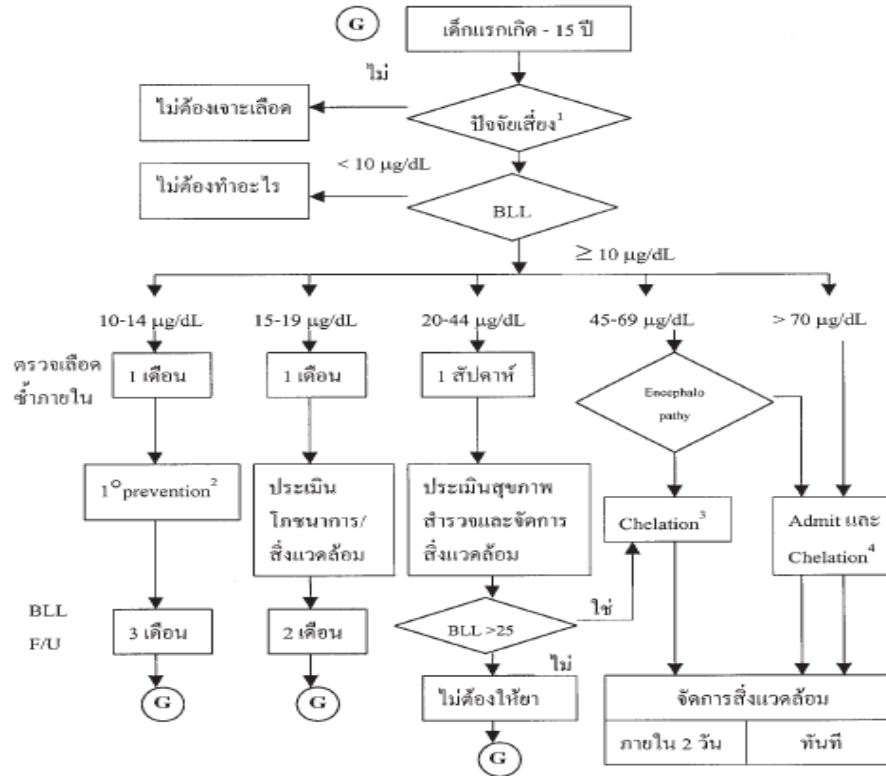 G
เด็กแรกเกิด - 15 ปี
ไม่
ไม่ต้องเจาะเลือด
ปัจจัยเสี่ยง1
< 10 µg/dL
ไม่ต้องทำอะไร
BLL
≥ 10 µg/dL
10-14 µg/dL
15-19 µg/dL
20-44 µg/dL
45-69 µg/dL
> 70 µg/dL
ตรวจเลือด
ซ้ำภายใน
1 เดือน
1 เดือน
1 สัปดาห์
Encephalo
pathy
1°prevention2
ประเมิน
โภชนาการ/
สิ่งแวดล้อม
ประเมินสุขภาพ
สำรวจและจัดการ
สิ่งแวดล้อม
Chelation3
Admit และ
Chelation4
BLL
F/U
3 เดือน
2 เดือน
BLL >25
ใช่
ไม่
G
G
ไม่ต้องให้ยา
G
จัดการสิ่งแวดล้อม
ภายใน 2 วัน
ทันที